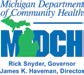 Michigan Department
of Community Health
MDCH
Rick Snyder, Governor
James K. Haveman, Director